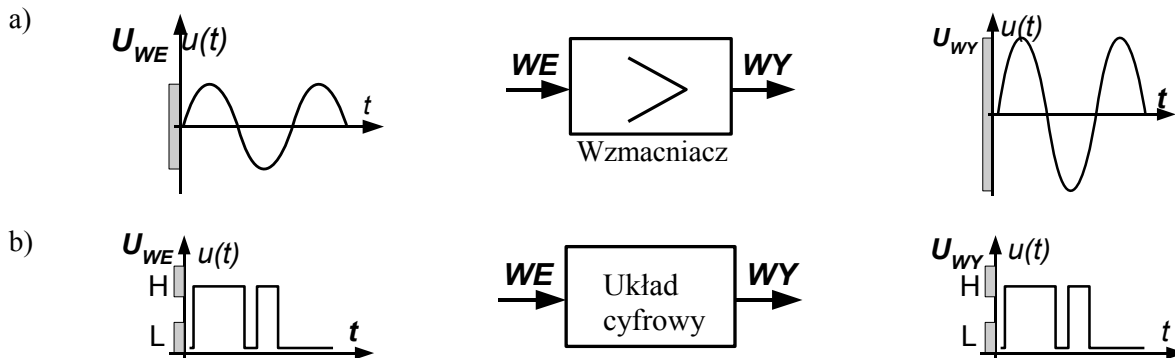 a)
U_WE u(t)
t
WE WY
Wzmacniacz
U_WY u(t)
t
b)
U_WE u(t)
H
L
t
WE WY
Układ
cyfrowy
U_WY u(t)
H
L
t